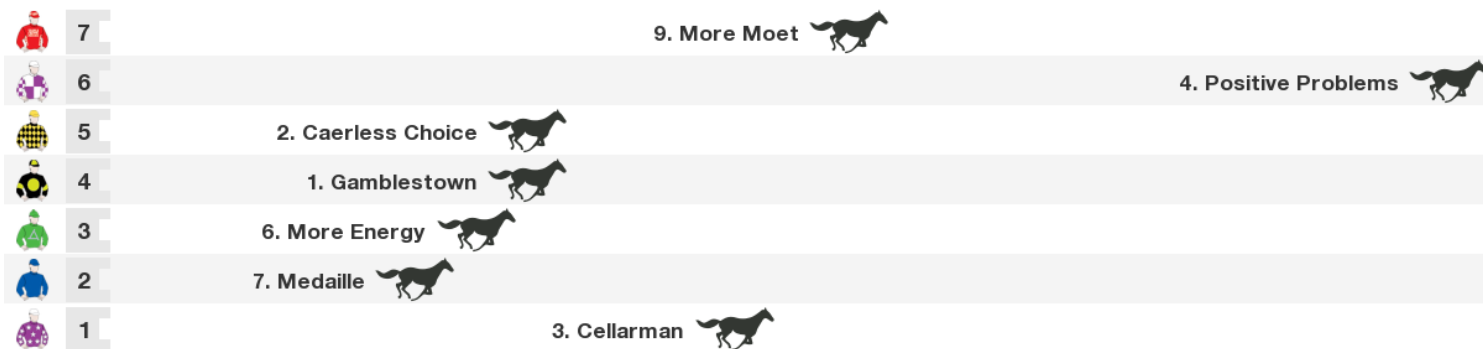 7 9. More Moet
6 4. Positive Problems
5 2. Caerless Choice
4 1. Gamblestown
3 6. More Energy
2 7. Medaille
1 3. Cellarman